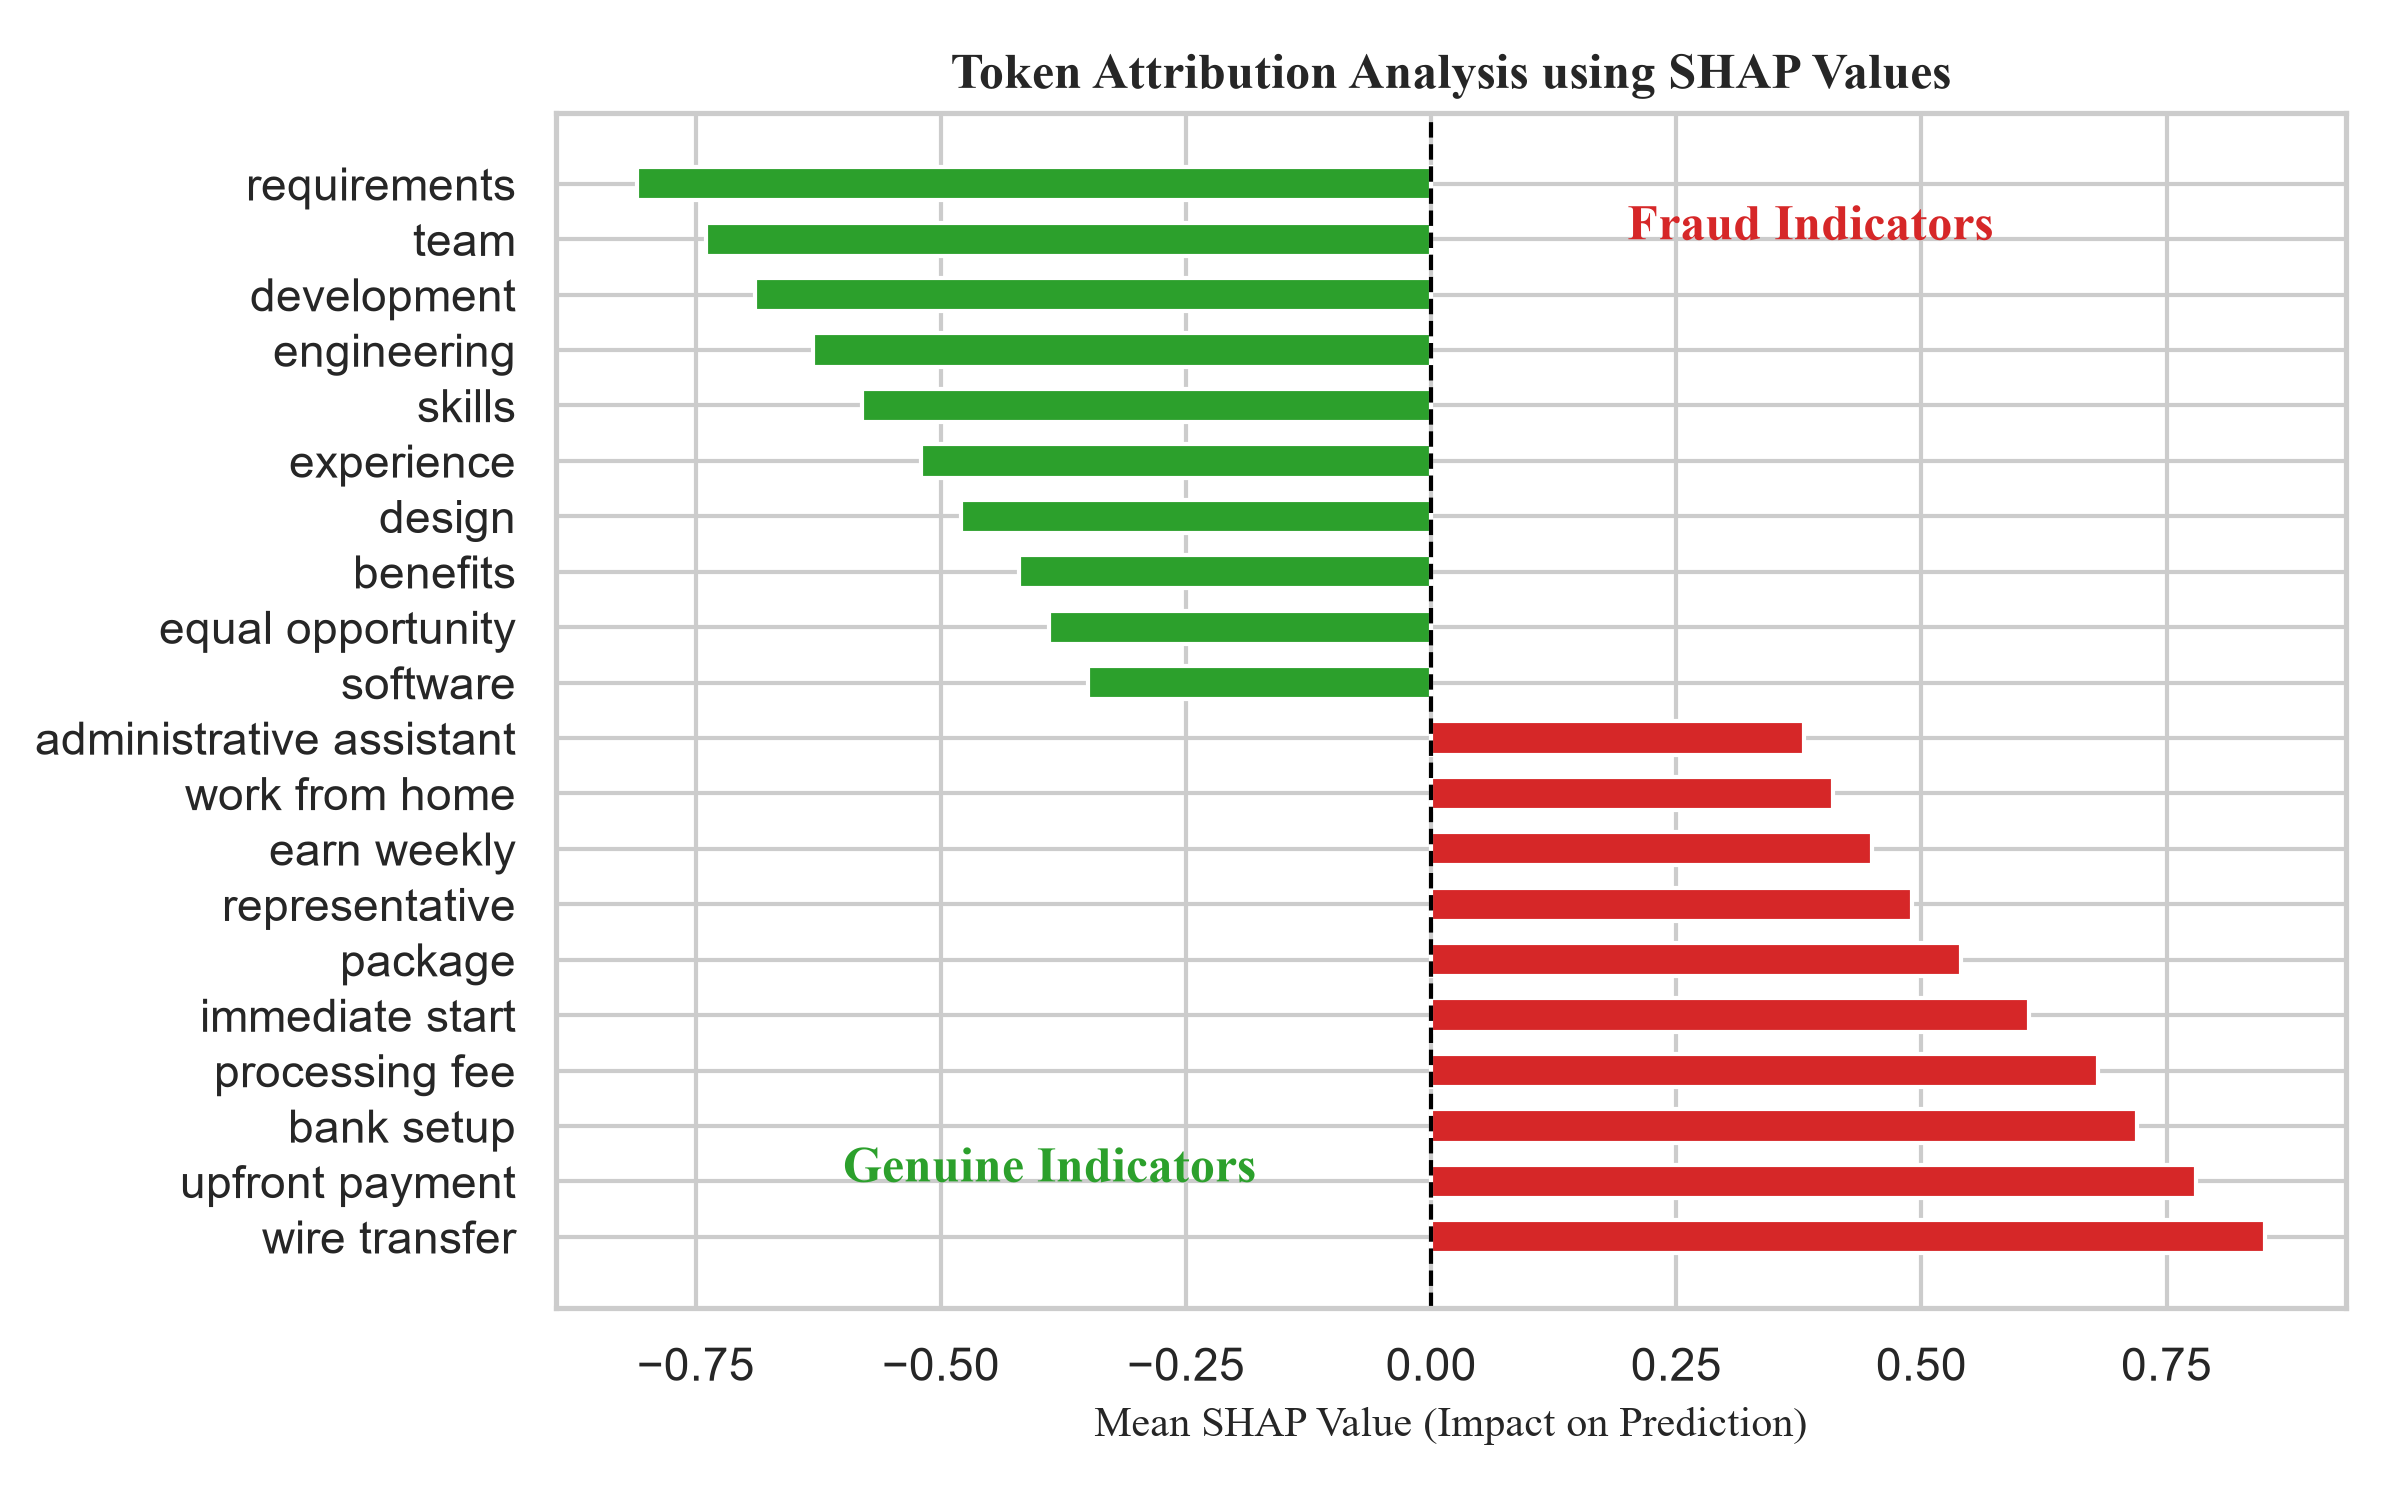 Token Attribution Analysis using SHAP Values
requirements
team
Fraud Indicators
development
engineering
skills
experience
design
benefits
equal opportunity
software
administrative assistant
work from home
earn weekly
representative
package
immediate start
processing fee
bank setup
Genuine Indicators
upfront payment
wire transfer
−0.75 −0.50 −0.25 0.00 0.25 0.50 0.75
Mean SHAP Value (Impact on Prediction)